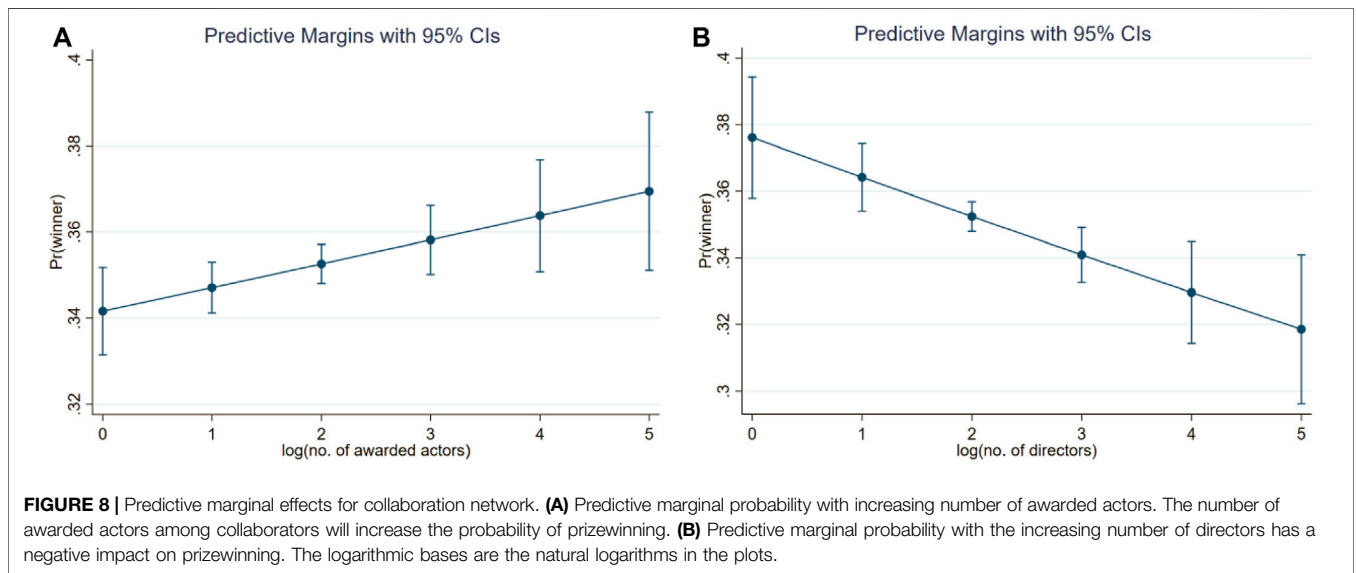 A
Predictive Margins with 95% CIs
.4
.38
.36
.34
.32
Pr(winner)
0 1 2 3 4 5
log(no. of awarded actors)
B
Predictive Margins with 95% CIs
.4
.38
.36
.34
.32
.3
Pr(winner)
0 1 2 3 4 5
log(no. of directors)
FIGURE 8 | Predictive marginal effects for collaboration network. (A) Predictive marginal probability with increasing number of awarded actors. The number of
awarded actors among collaborators will increase the probability of prizewinning. (B) Predictive marginal probability with the increasing number of directors has a
negative impact on prizewinning. The logarithmic bases are the natural logarithms in the plots.